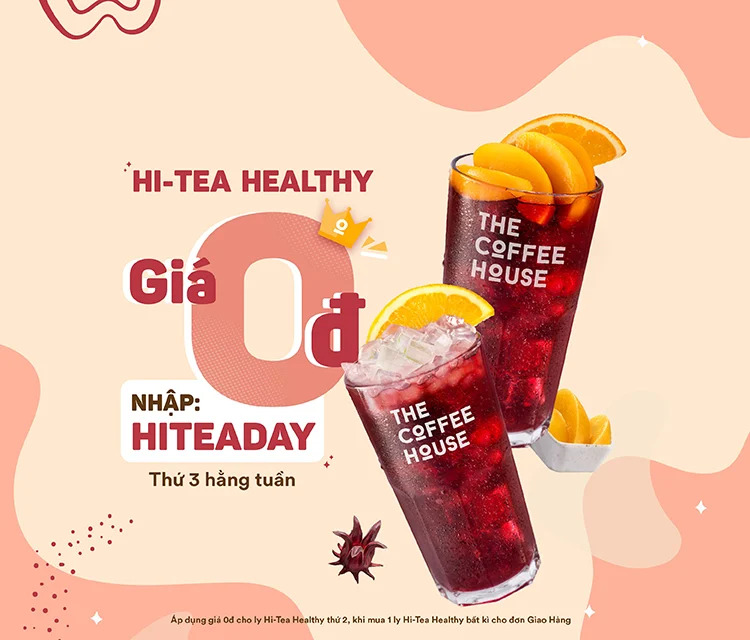 HI-TEA HEALTHY
Giá 0đ
NHẬP:
HITEADAY
Thứ 3 hằng tuần
THE
COFFEE
HOUSE
THE
COFFEE
HOUSE
Áp dụng giá 0đ cho ly Hi-Tea Healthy thứ 2, khi mua 1 ly Hi-Tea Healthy bất kì cho đơn Giao Hàng